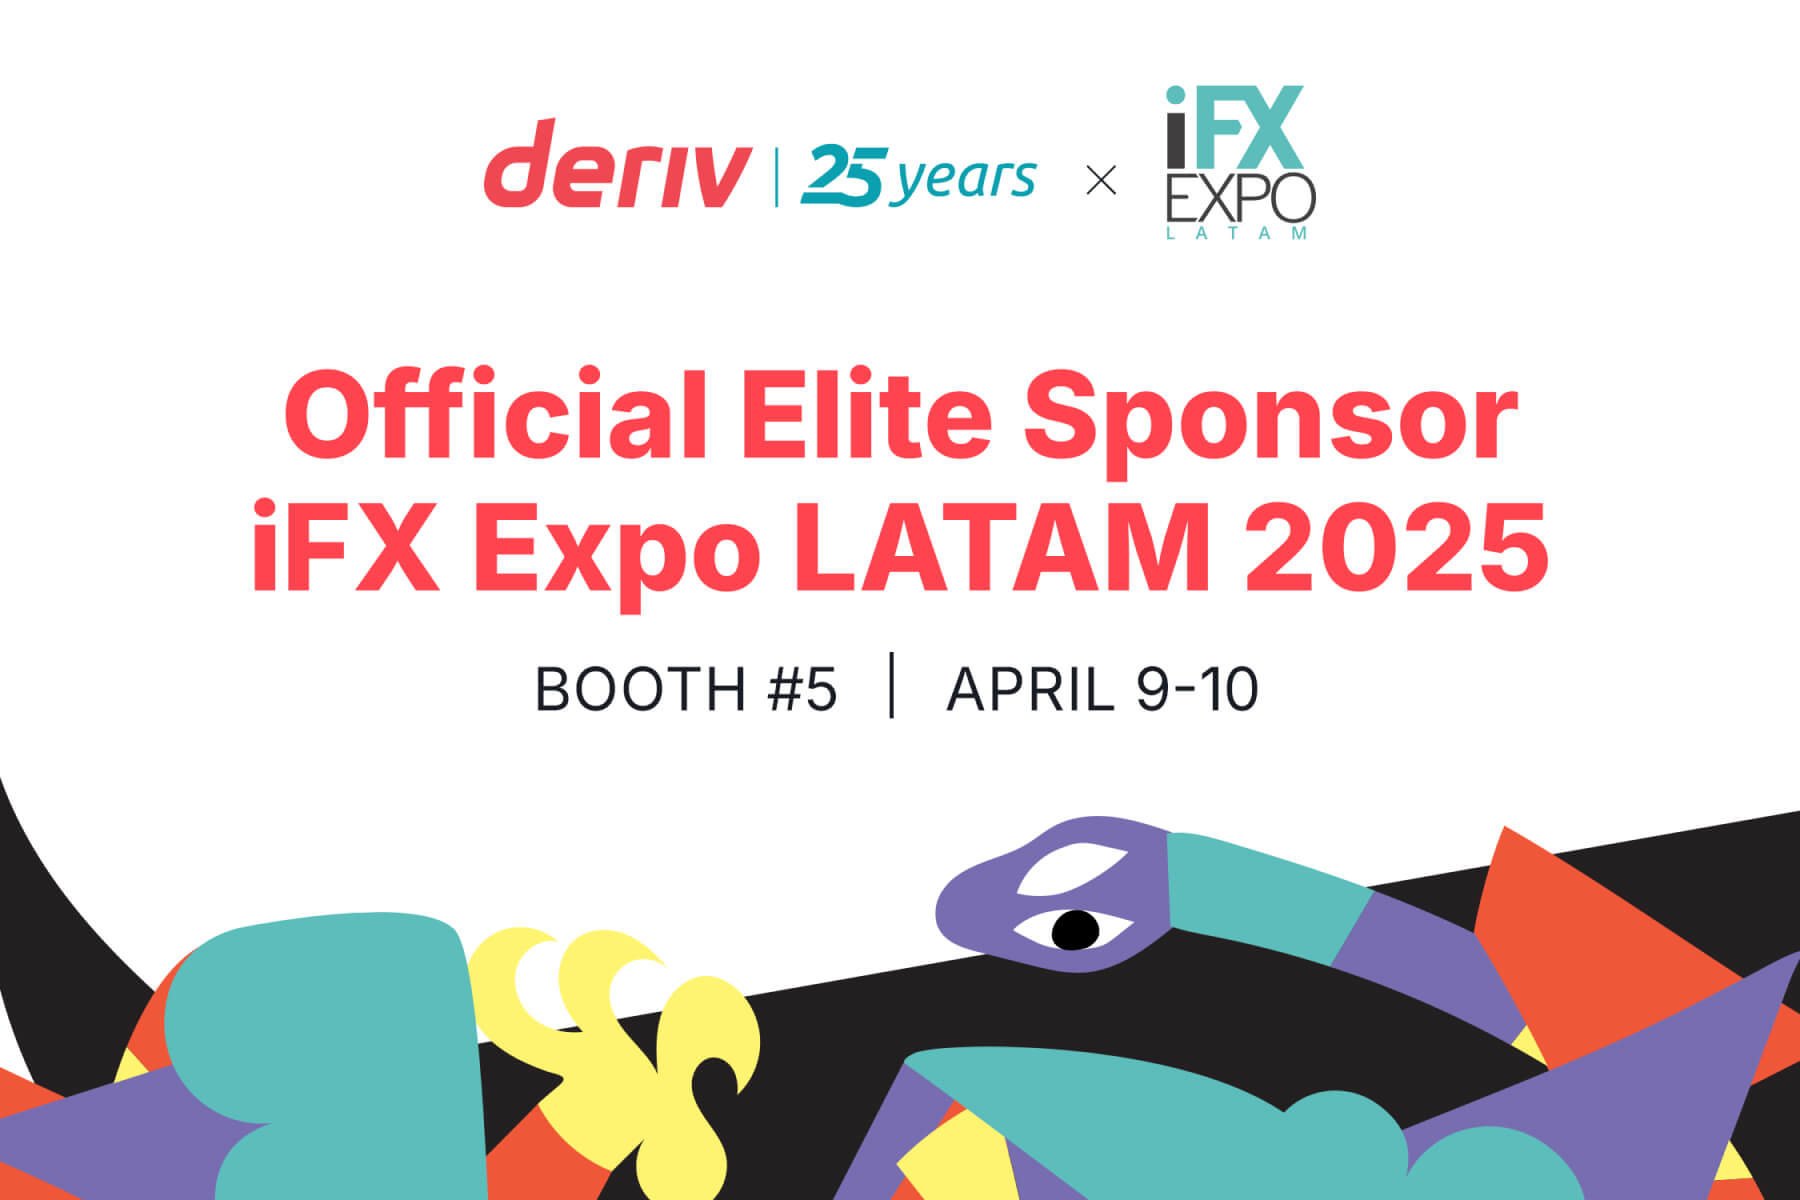 deriv | 25 years × iFX
EXPO
LATAM
Official Elite Sponsor
iFX Expo LATAM 2025
BOOTH #5 | APRIL 9-10